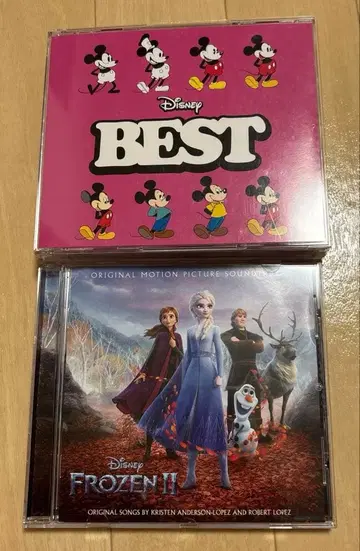 Disney
BEST
ORIGINAL MOTION PICTURE SOUNDTRACK
Disney
FROZEN II
ORIGINAL SONGS BY KRISTEN ANDERSON-LOPEZ AND ROBERT LOPEZ